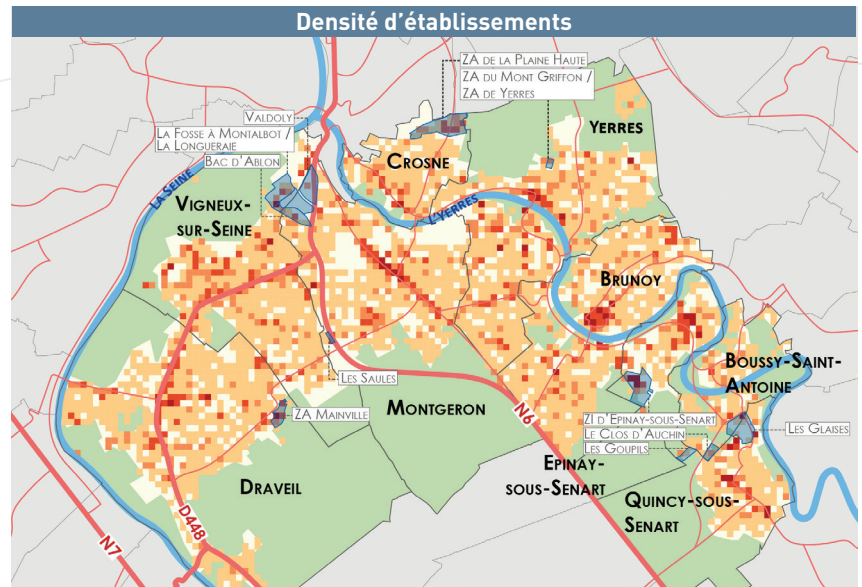 Densité d'établissements
ZA de la Plaine Haute
ZA du Mont Griffon /
ZA de Yerres
Valdoly
La Fosse à Montalbot /
La Longueraie
Bac d'Ablon
Yerres
Crosne
La Seine
Vigneux-
sur-Seine
L'Yerres
Brunoy
Boussy-Saint-
Antoine
Les Saules
Montgeron
ZA Mainville
N6
ZI d'Epinay-sous-Senart
Le Clos d'Auchin
Les Goupils
Les Glaises
Epinay-
sous-Senart
Draveil
Quincy-sous-
Senart
D448
N7